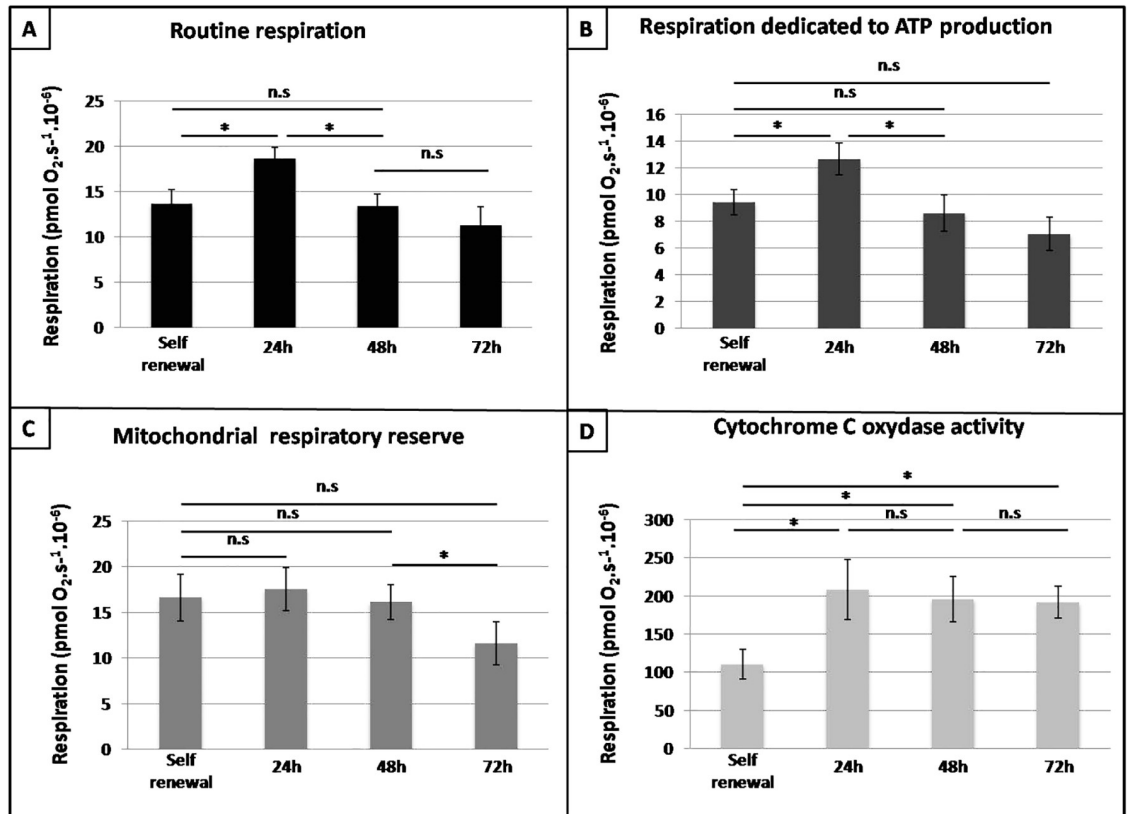 A
Routine respiration
Respiration (pmol O₂.s-¹.10⁻⁶)
n.s
*
*
n.s
25
20
15
10
5
0
Self renewal
24h
48h
72h
B
Respiration dedicated to ATP production
Respiration (pmol O₂.s-¹.10⁻⁶)
n.s
n.s
*
*
16
14
12
10
8
6
4
2
0
Self renewal
24h
48h
72h
C
Mitochondrial respiratory reserve
Respiration (pmol O₂.s-¹.10⁻⁶)
n.s
n.s
n.s
*
25
20
15
10
5
0
Self renewal
24h
48h
72h
D
Cytochrome C oxydase activity
Respiration (pmol O₂.s-¹.10⁻⁶)
*
*
*
n.s
n.s
300
250
200
150
100
50
0
Self renewal
24h
48h
72h